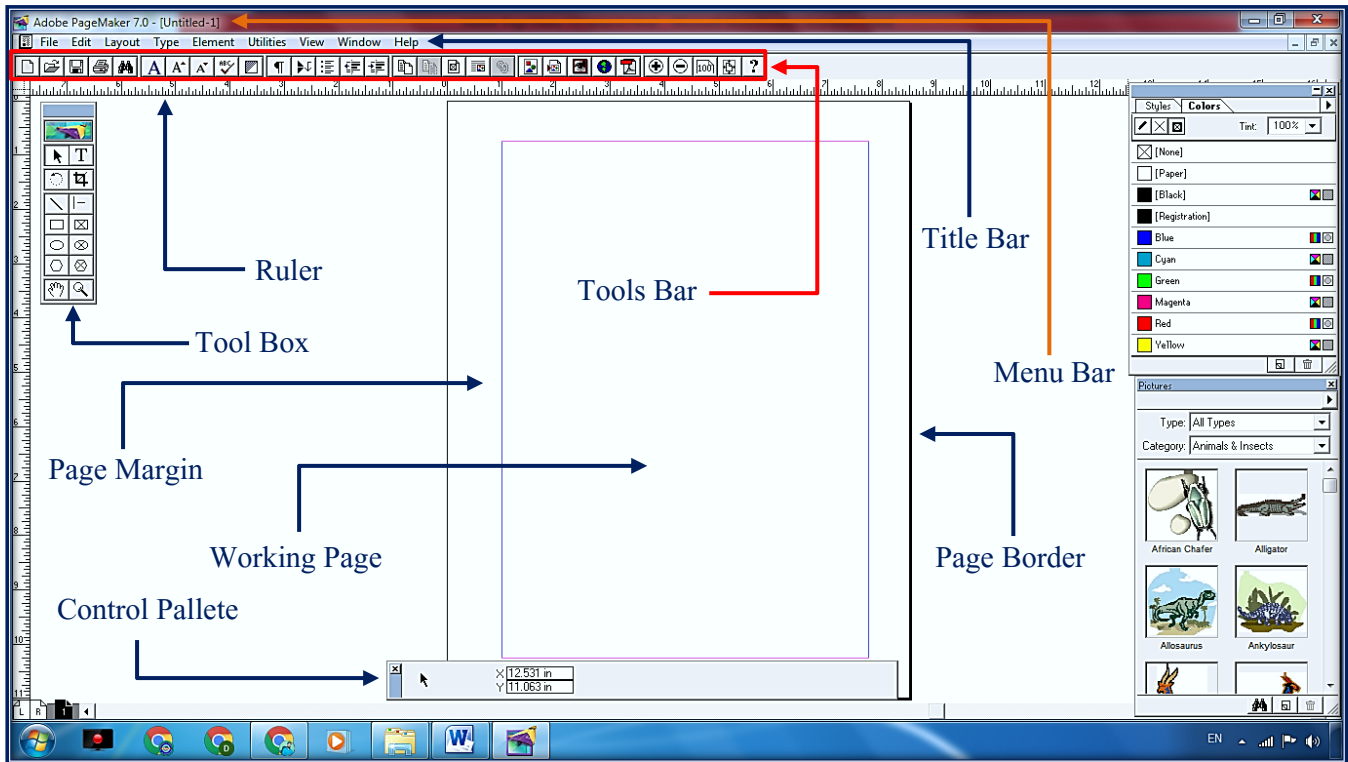 Adobe PageMaker 7.0 - [Untitled-1]
File Edit Layout Type Element Utilities View Window Help
Styles Colors
Tint: 100%
[None]
[Paper]
[Black]
[Registration]
Blue
Cyan
Green
Magenta
Red
Yellow
Title Bar
Ruler
Tools Bar
Tool Box
Menu Bar
Pictures
Type: All Types
Category: Animals & Insects
Page Margin
Working Page
Page Border
African Chafer Alligator
Control Pallete
Allosaurus Ankylosaur
X 12.531 in
Y 11.063 in
L R 1
EN